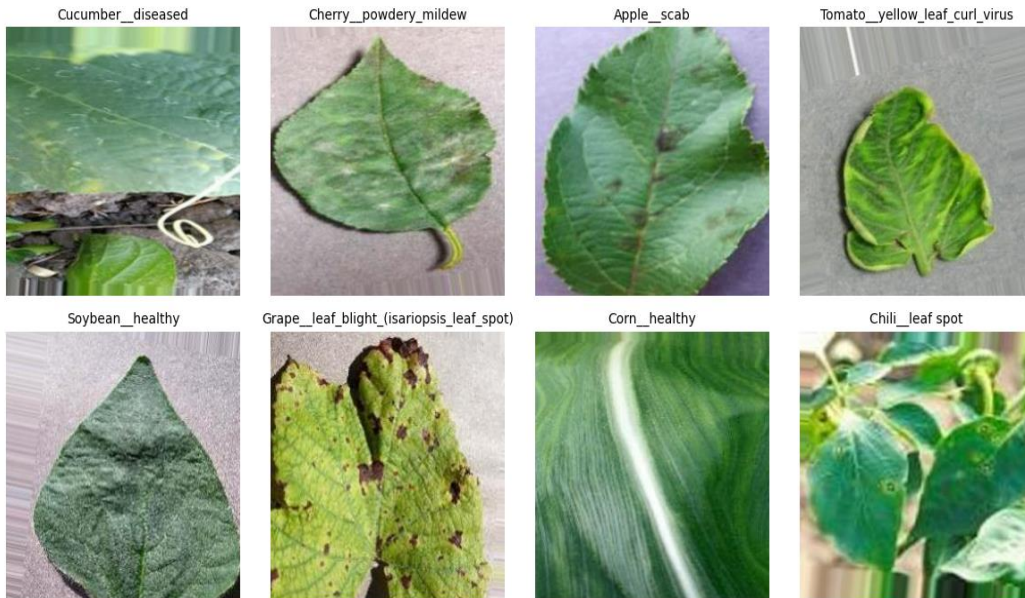 Cucumber__diseased
Cherry__powdery_mildew
Apple__scab
Tomato__yellow_leaf_curl_virus
Soybean__healthy
Grape__leaf_blight_(isariopsis_leaf_spot)
Corn__healthy
Chili__leaf spot